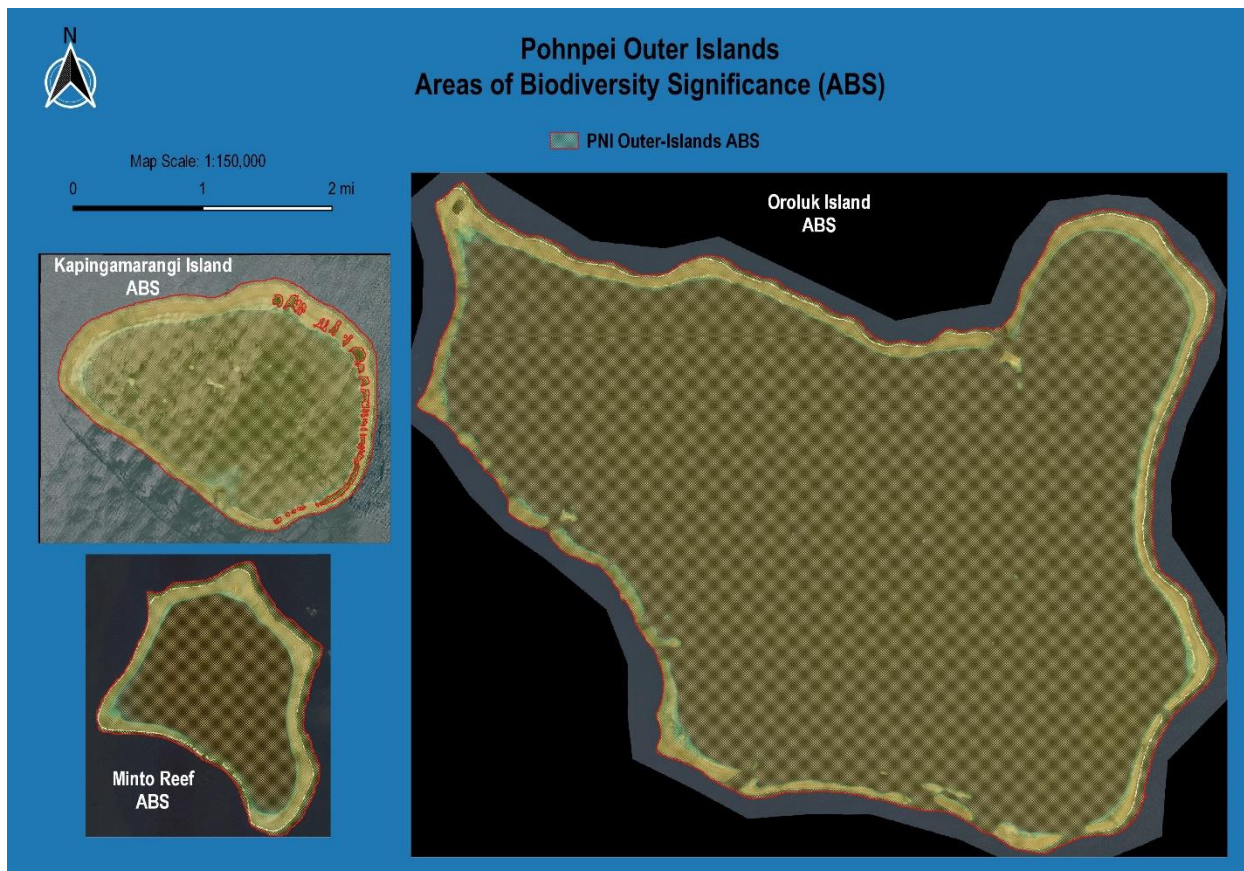 N
Pohnpei Outer Islands
Areas of Biodiversity Significance (ABS)
PNI Outer-Islands ABS
Map Scale: 1:150,000
0 1 2 mi
Kapingamarangi Island
ABS
Oroluk Island
ABS
Minto Reef
ABS